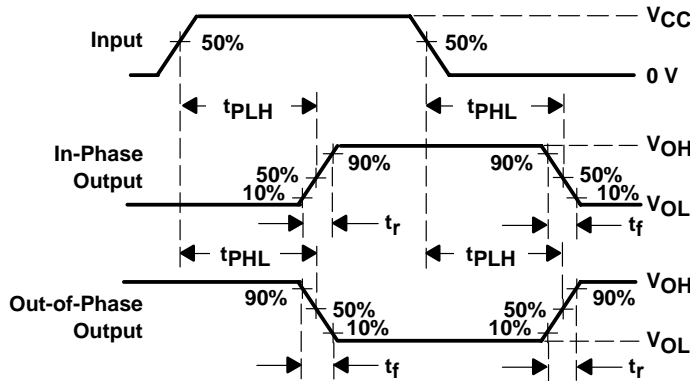 VCC
Input
50%
50%
0 V
tPLH
tPHL
In-Phase
Output
90%
90%
VOH
50%
50%
10%
10%
VOL
tr
tf
tPHL
tPLH
Out-of-Phase
Output
90%
90%
VOH
50%
50%
10%
10%
VOL
tf
tr